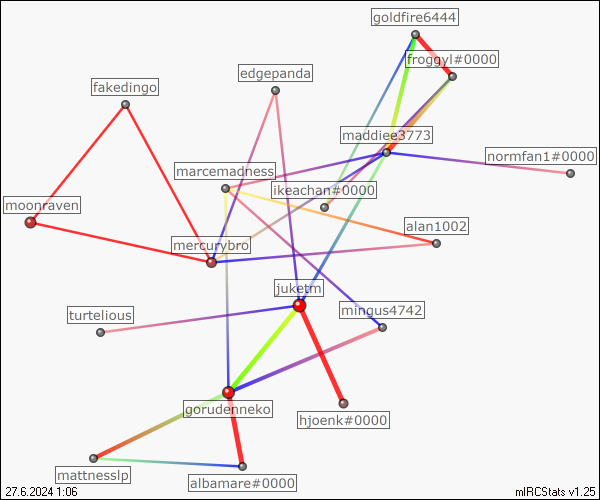 goldfire6444
froggyl#0000
edgepanda
fakedingo
maddiee3773
normfan1#0000
marcemadness
ikeachan#0000
moonraven
alan1002
mercurybro
juketm
turtelious
mingus4742
gorudenneko
hjoenk#0000
mattnesslp
albamare#0000
27.6.2024 1:06
mIRCStats v1.25